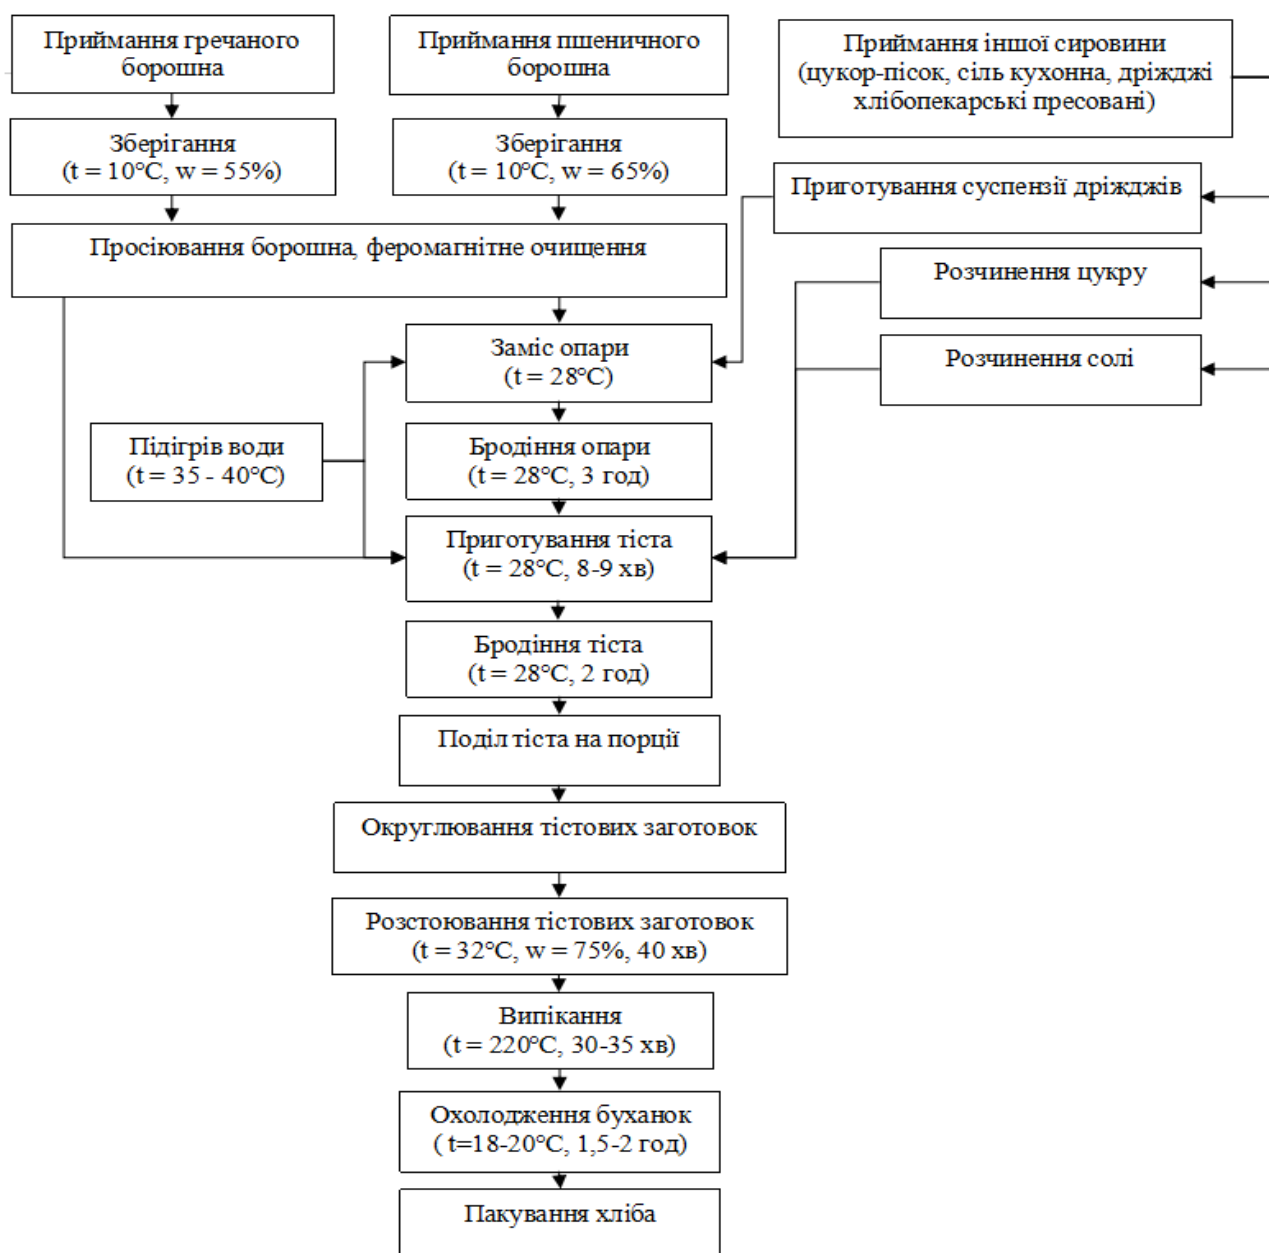 Приймання гречаного
борошна
Приймання пшеничного
борошна
Приймання іншої сировини
(цукор-пісок, сіль кухонна, дріжджі
хлібопекарські пресовані)
Зберігання
(t = 10°C, w = 55%)
Зберігання
(t = 10°C, w = 65%)
Приготування суспензії дріжджів
Просіювання борошна, феромагнітне очищення
Розчинення цукру
Заміс опари
(t = 28°C)
Розчинення солі
Підігрів води
(t = 35 - 40°C)
Бродіння опари
(t = 28°C, 3 год)
Приготування тіста
(t = 28°C, 8-9 хв)
Бродіння тіста
(t = 28°C, 2 год)
Поділ тіста на порції
Округлювання тістових заготовок
Розстоювання тістових заготовок
(t = 32°C, w = 75%, 40 хв)
Випікання
(t = 220°C, 30-35 хв)
Охолодження буханок
( t=18-20°C, 1,5-2 год)
Пакування хліба